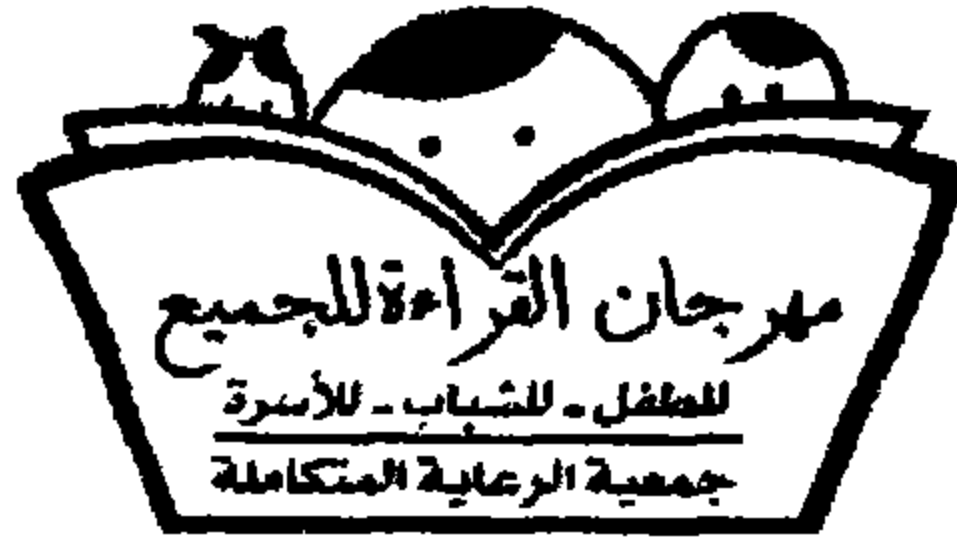 مهرجان القراءة للجميع
للطفل - للشباب - للأسرة
جمعية الرعاية المتكاملة